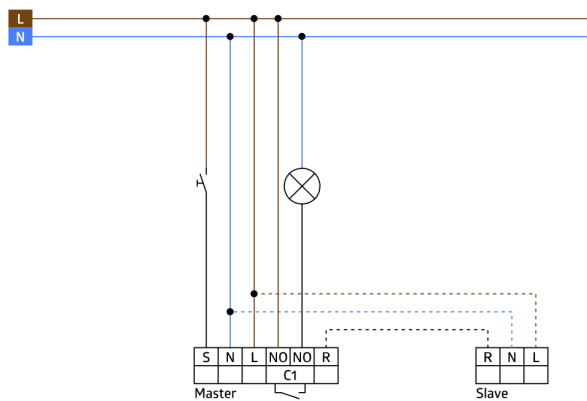 L
N
S N L NO NO R
C1
Master
R N L
Slave